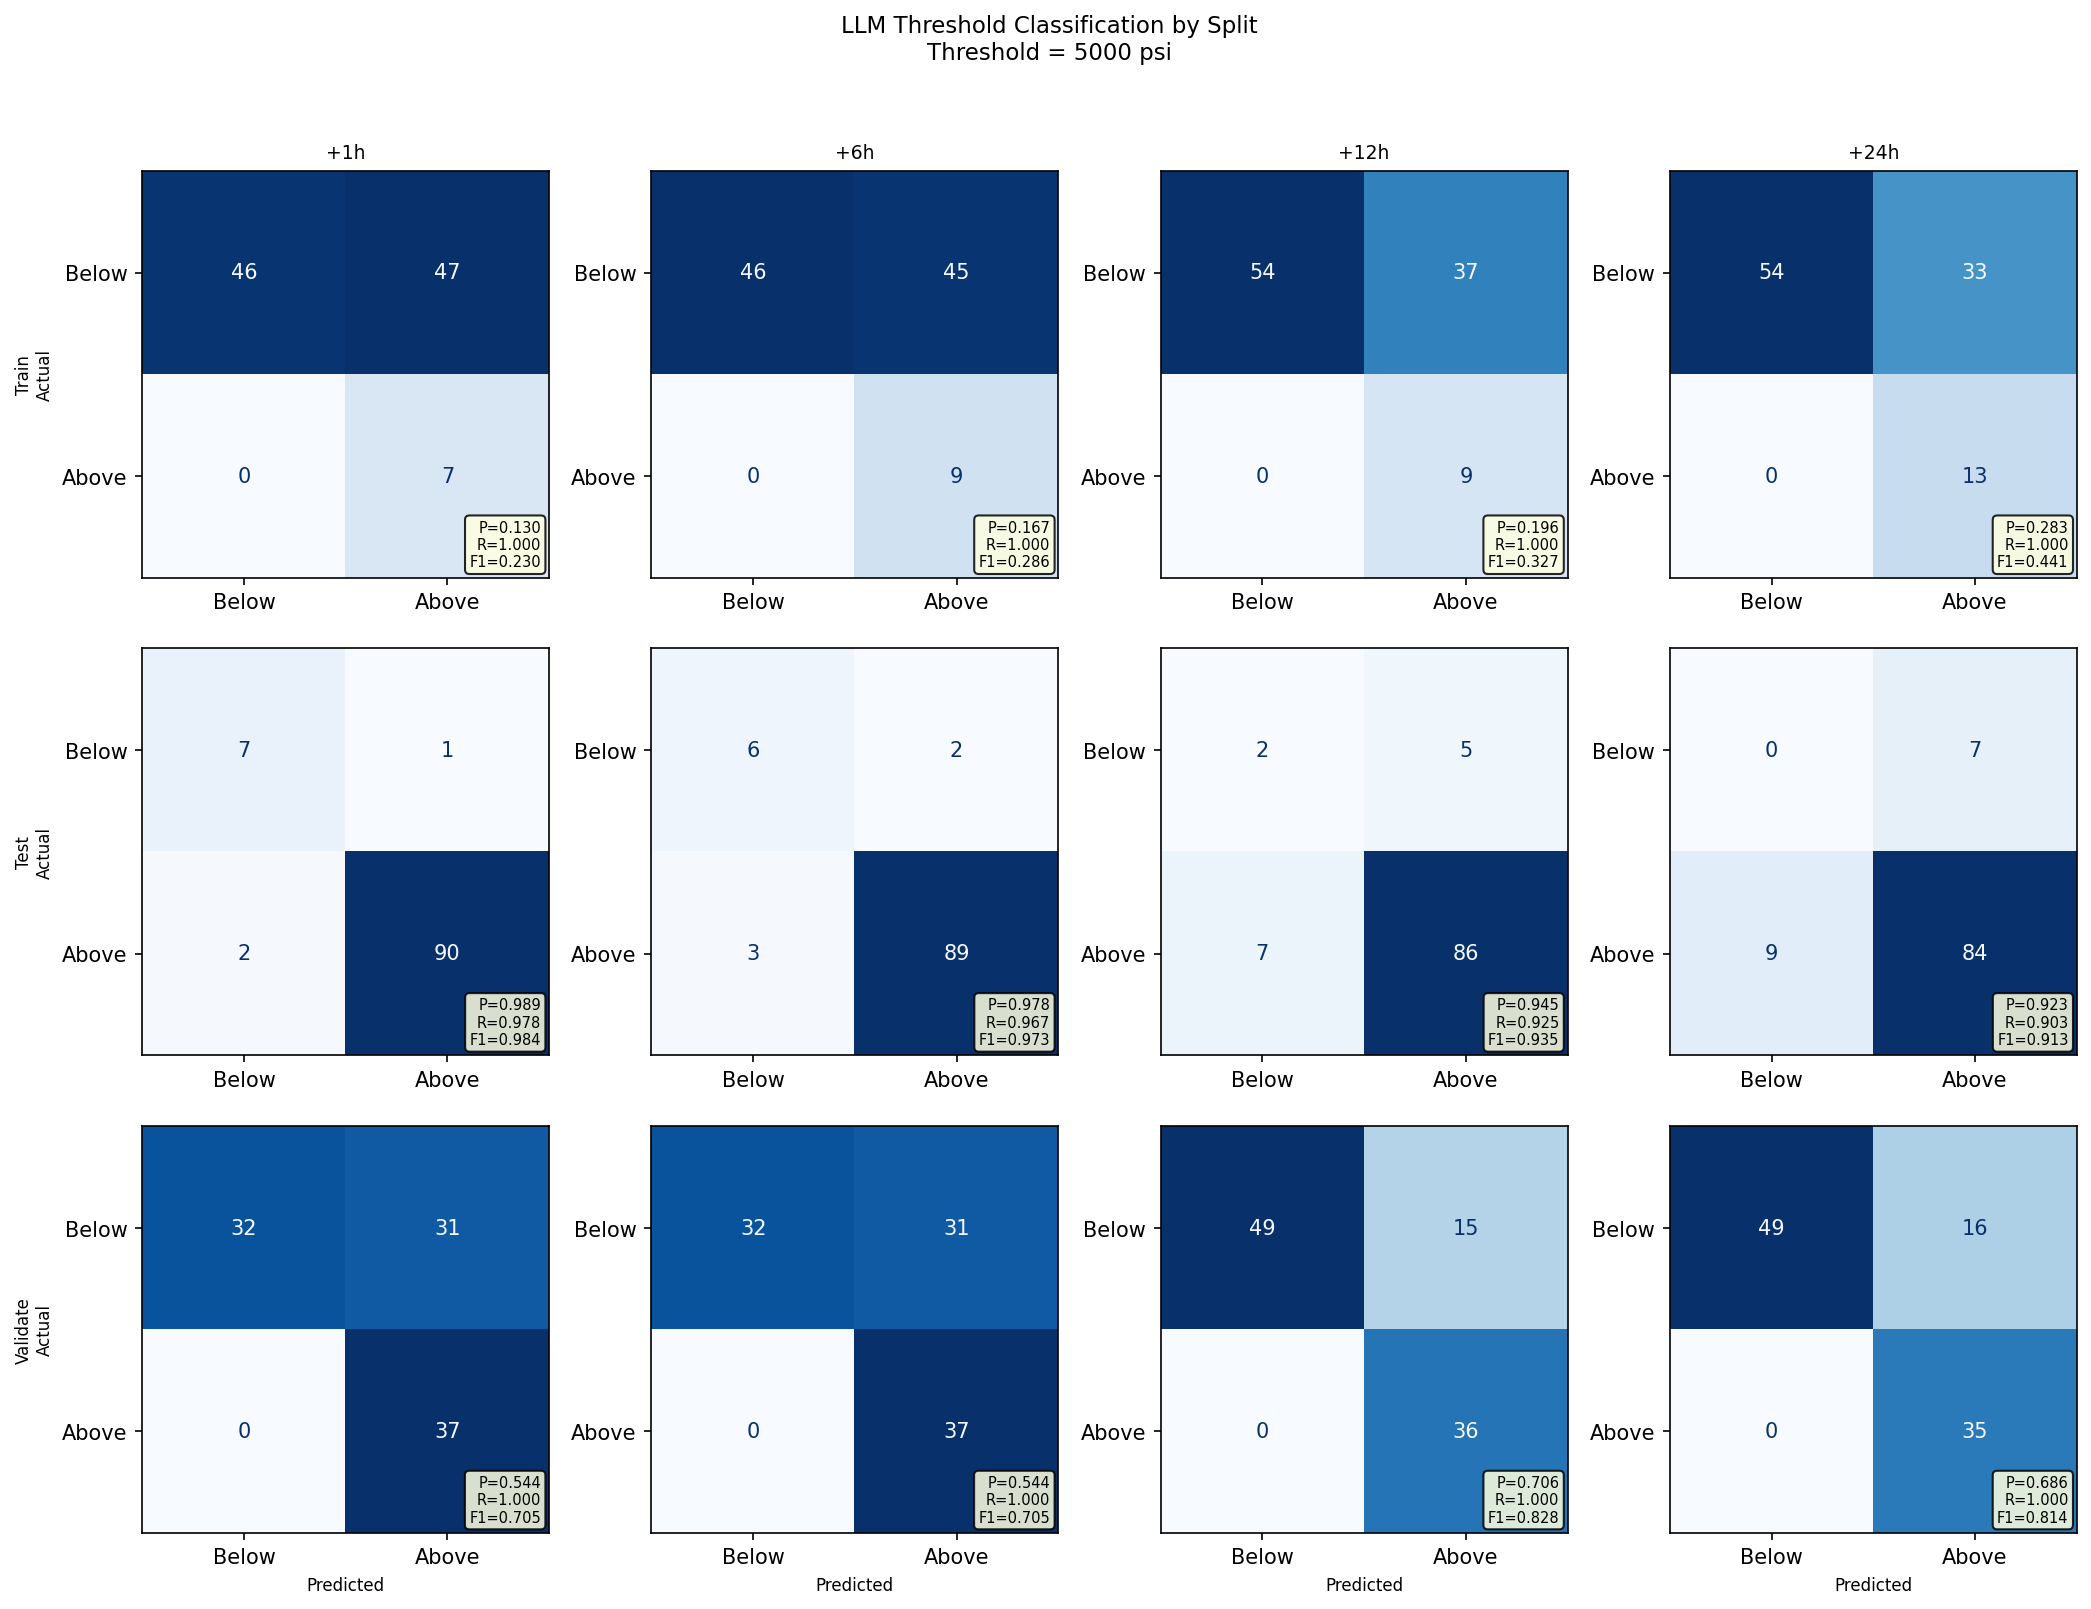 LLM Threshold Classification by Split
Threshold = 5000 psi
+1h +6h +12h +24h
Train
Actual
Below 46 47 Below 46 45 Below 54 37 Below 54 33
Above 0 7 Above 0 9 Above 0 9 Above 0 13
P=0.130 P=0.167 P=0.196 P=0.283
R=1.000 R=1.000 R=1.000 R=1.000
F1=0.230 F1=0.286 F1=0.327 F1=0.441
Below Above Below Above Below Above Below Above
Test
Actual
Below 7 1 Below 6 2 Below 2 5 Below 0 7
Above 2 90 Above 3 89 Above 7 86 Above 9 84
P=0.989 P=0.978 P=0.945 P=0.923
R=0.978 R=0.967 R=0.925 R=0.903
F1=0.984 F1=0.973 F1=0.935 F1=0.913
Below Above Below Above Below Above Below Above
Validate
Actual
Below 32 31 Below 32 31 Below 49 15 Below 49 16
Above 0 37 Above 0 37 Above 0 36 Above 0 35
P=0.544 P=0.544 P=0.706 P=0.686
R=1.000 R=1.000 R=1.000 R=1.000
F1=0.705 F1=0.705 F1=0.828 F1=0.814
Below Above Below Above Below Above Below Above
Predicted Predicted Predicted Predicted